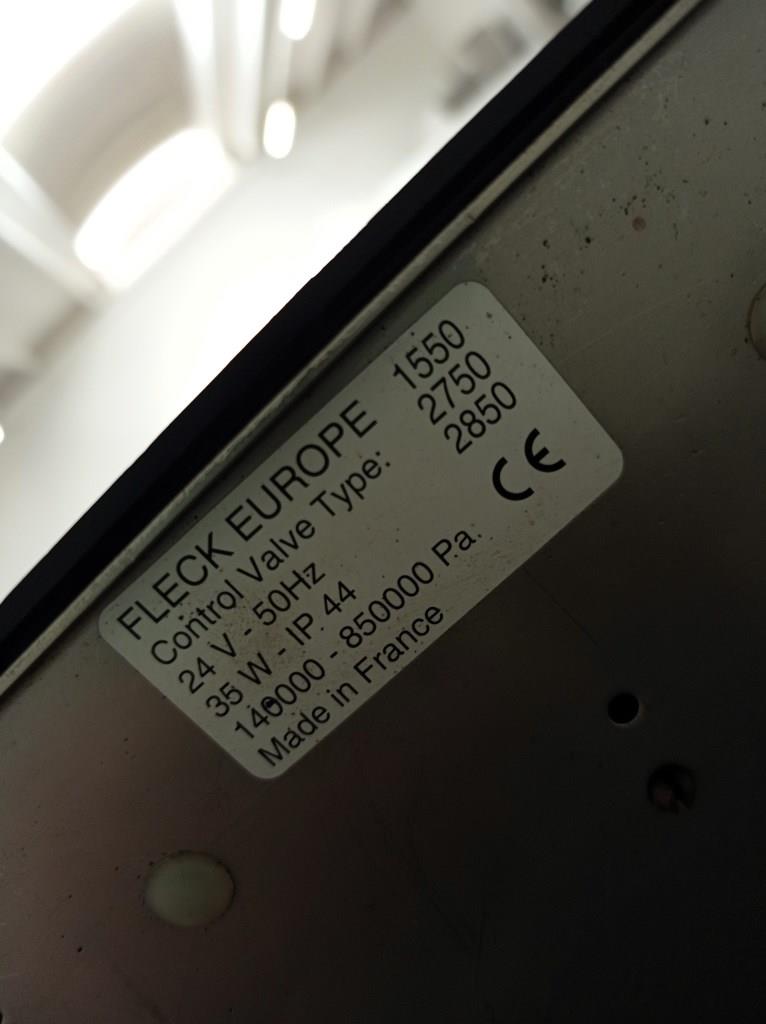 FLECK EUROPE 1550
Control Valve Type: 2750
2850
24 V - 50Hz
35 W - IP. 44 CE
140000 - 850000 Pa.
Made in France